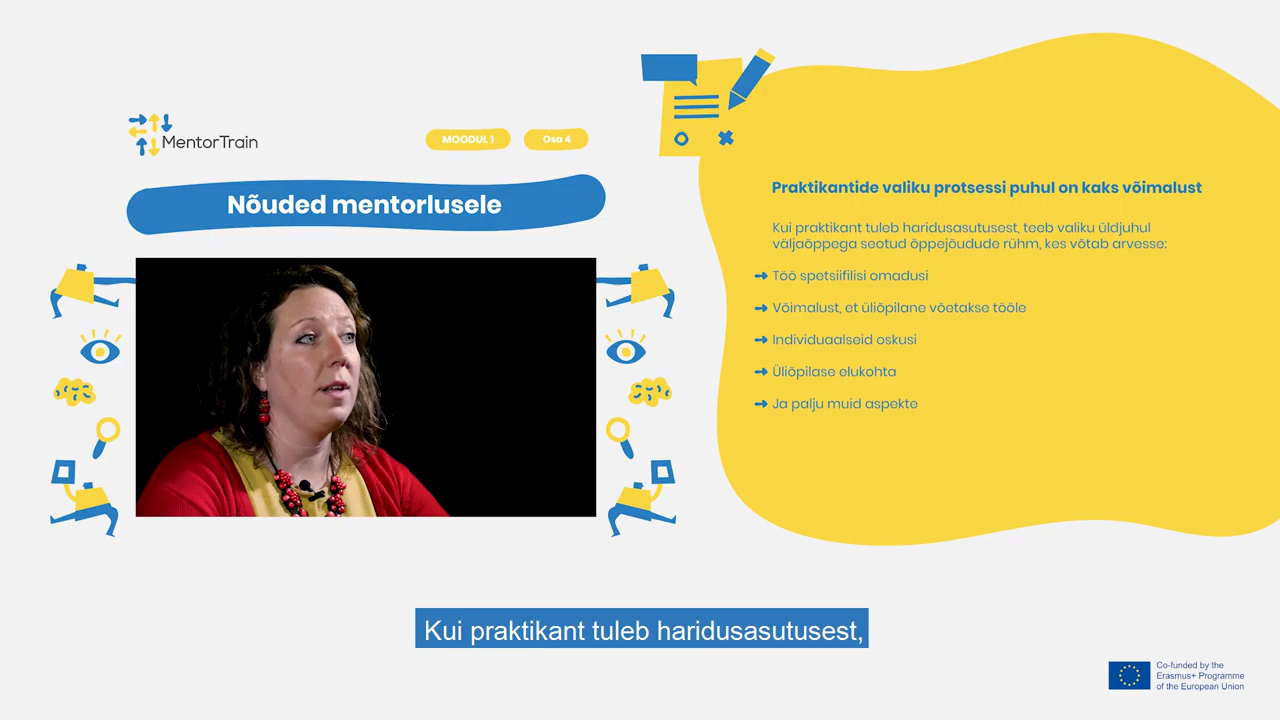 MentorTrain
MOODUL 1
Osa 4
Nõuded mentorlusele
Praktikantide valiku protsessi puhul on kaks võimalust
Kui praktikant tuleb haridusasutusest, teeb valiku üldjuhul
väljaõppega seotud õppejõudude rühm, kes võtab arvesse:
Töö spetsiifilisi omadusi
Võimalust, et üliõpilane võetakse tööle
Individuaalseid oskusi
Üliõpilase elukohta
Ja palju muid aspekte
Kui praktikant tuleb haridusasutusest,
Co-funded by the
Erasmus+ Programme
of the European Union